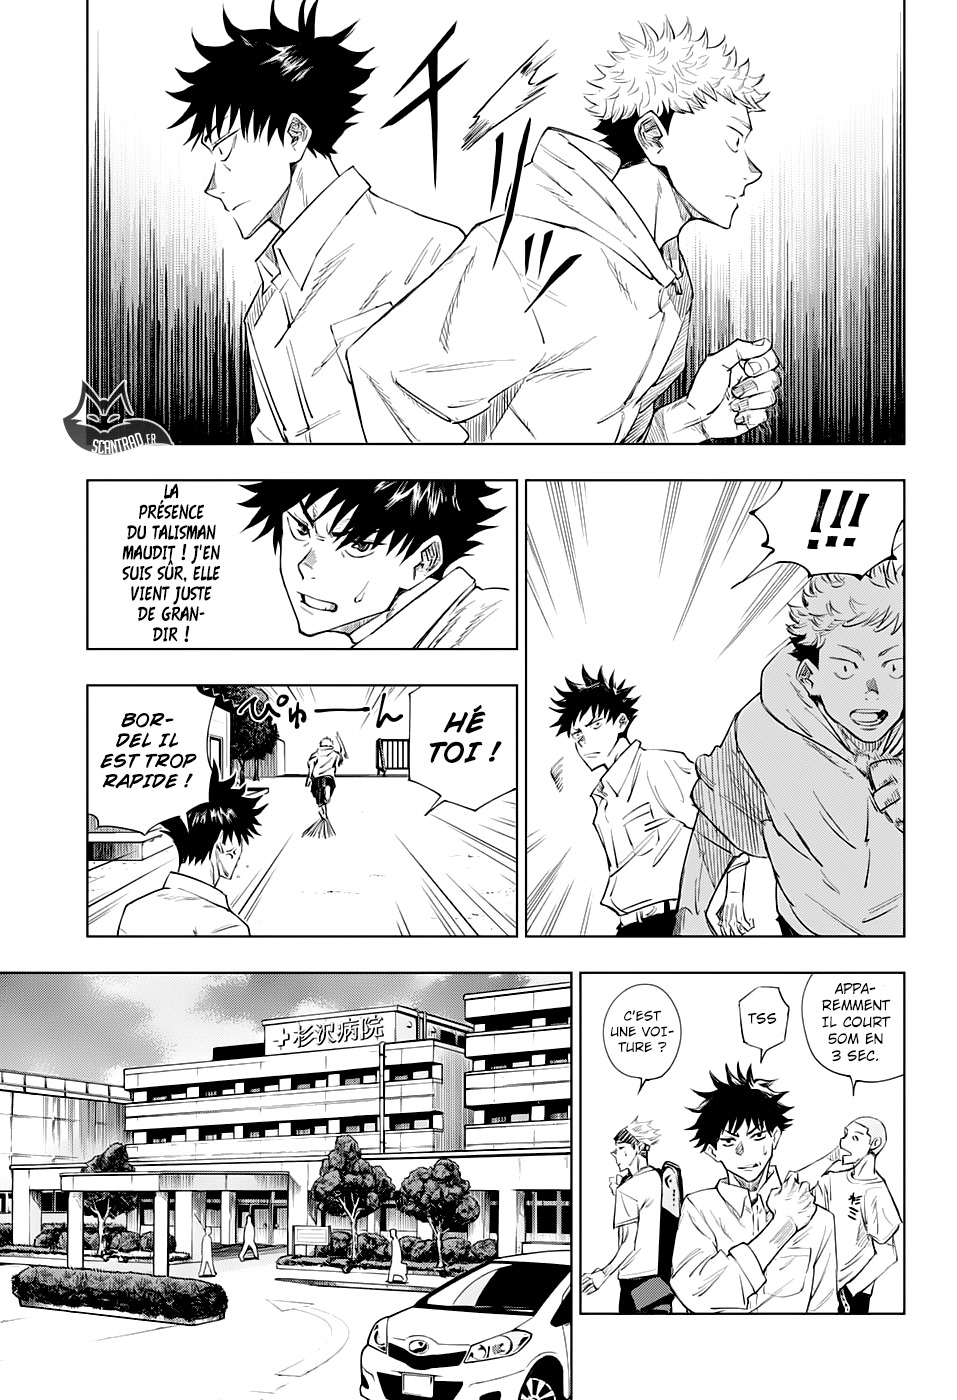 チッ
SCANTRAD.FR
!!!
LA
PRÉSENCE
DU TALISMAN
MAUDIT ! J'EN
SUIS SÛR, ELLE
VIENT JUSTE
DE GRAN-
DIR !
HÉ
TOI !
ぴゅーーん
BOR-
DEL IL
EST TROP
RAPIDE !
APPA-
REMMENT
IL COURT
50M EN
3 SEC.
TSS
C'EST
UNE VOI-
TURE ?
杉沢病院